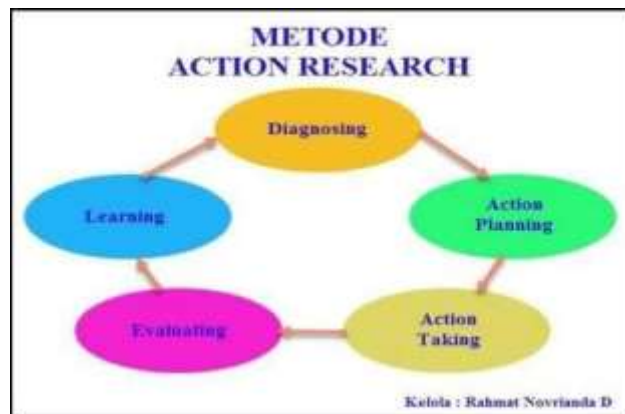 METODE
ACTION RESEARCH
Diagnosing
Action
Planning
Action
Taking
Evaluating
Learning
Kelola : Rahmat Novrianda D